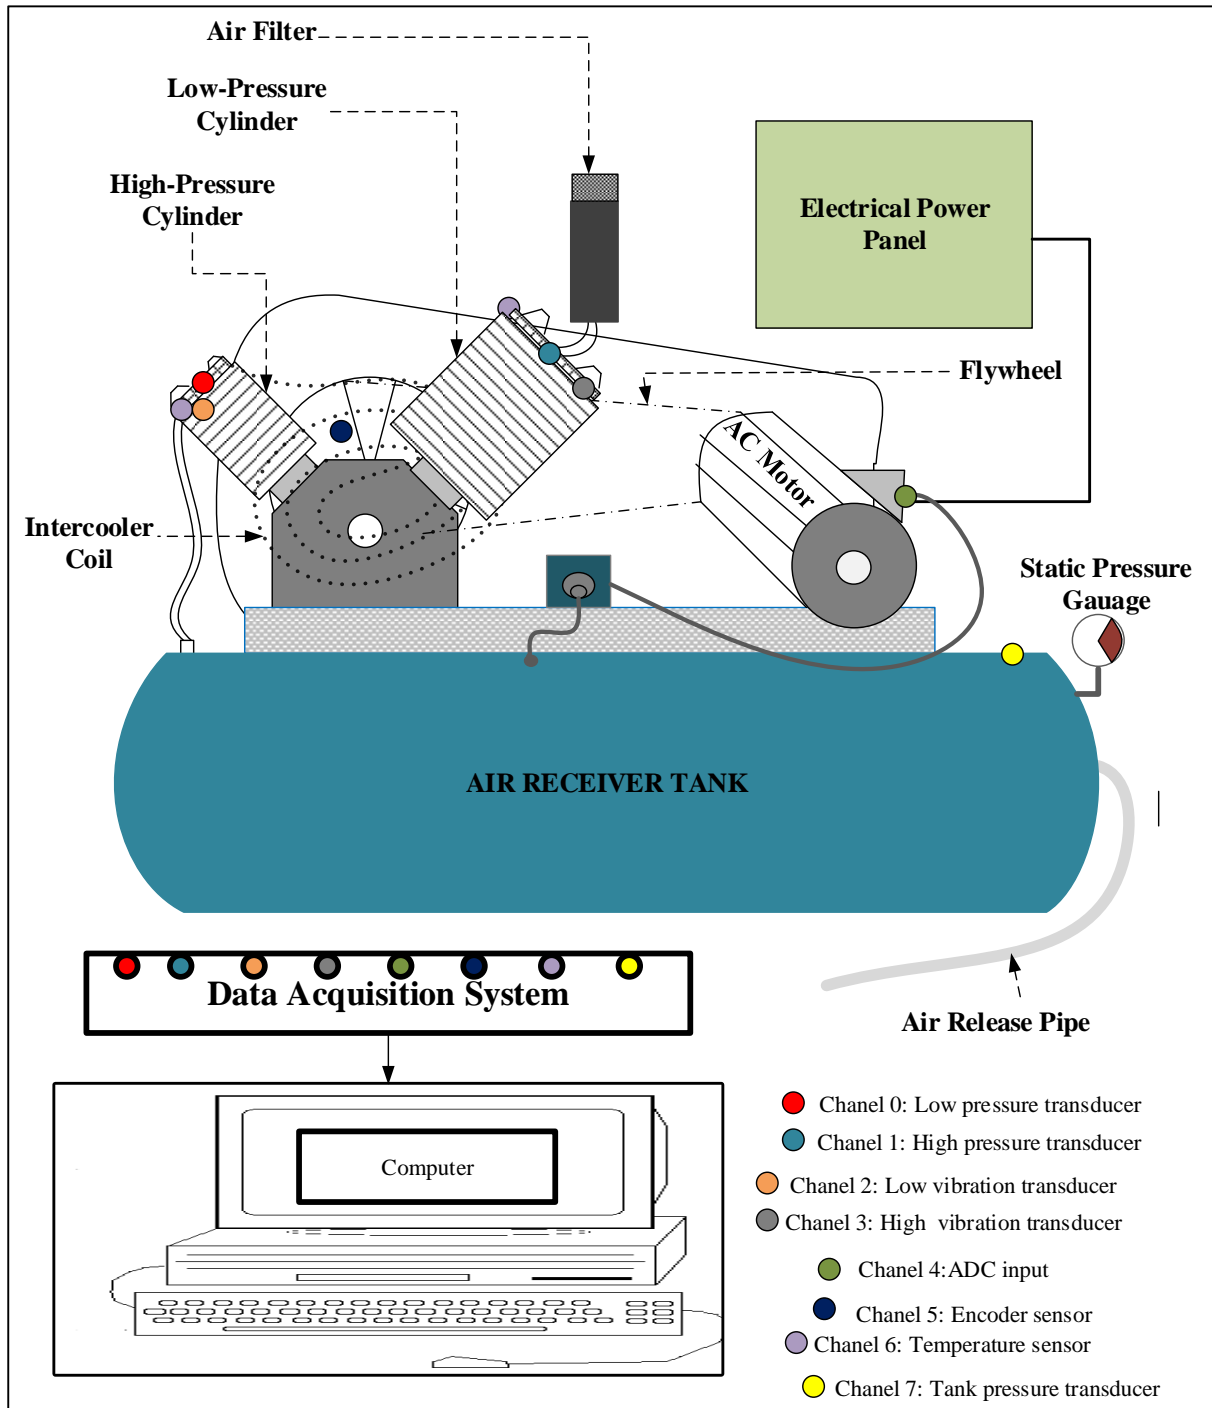 Air Filter
Low-Pressure
Cylinder
High-Pressure
Cylinder
Electrical Power
Panel
Flywheel
AC Motor
Intercooler
Coil
Static Pressure
Gauage
AIR RECEIVER TANK
Data Acquisition System
Air Release Pipe
Computer
Chanel 0: Low pressure transducer
Chanel 1: High pressure transducer
Chanel 2: Low vibration transducer
Chanel 3: High vibration transducer
Chanel 4:ADC input
Chanel 5: Encoder sensor
Chanel 6: Temperature sensor
Chanel 7: Tank pressure transducer